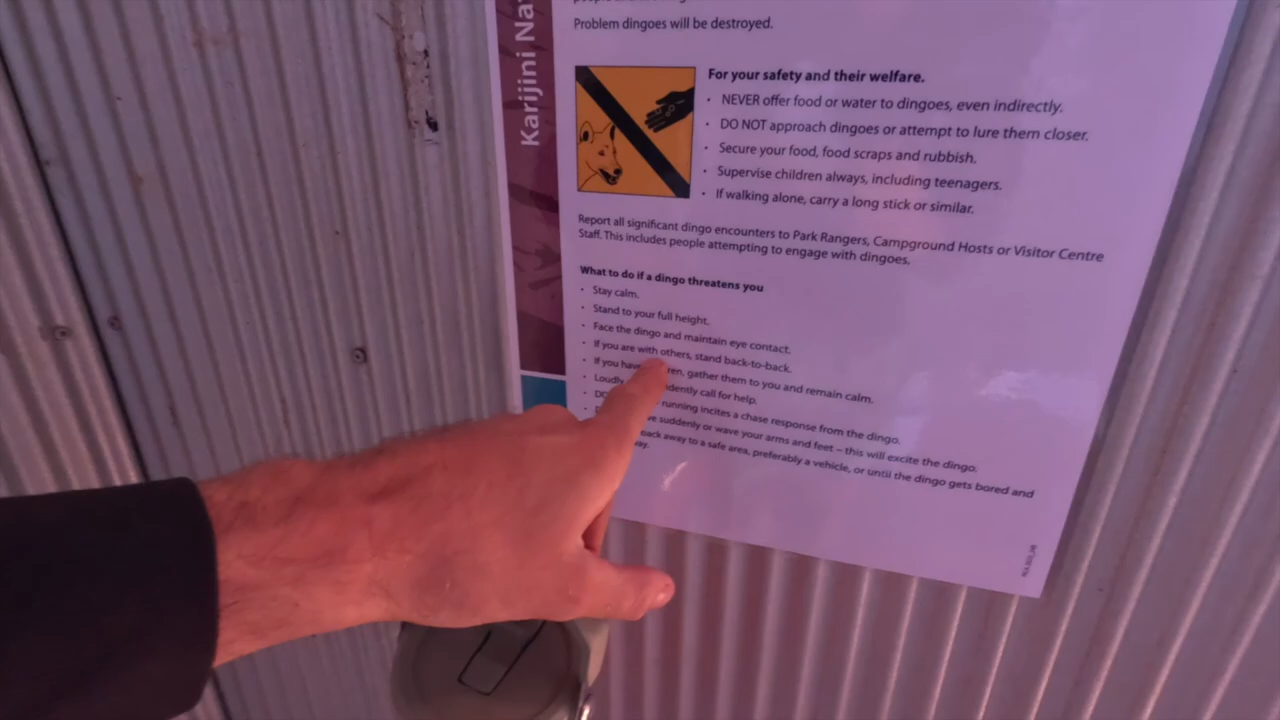 Karijini Nat
Problem dingoes will be destroyed.
For your safety and their welfare.
· NEVER offer food or water to dingoes, even indirectly.
· DO NOT approach dingoes or attempt to lure them closer.
· Secure your food, food scraps and rubbish.
· Supervise children always, including teenagers.
· If walking alone, carry a long stick or similar.
Report all significant dingo encounters to Park Rangers, Campground Hosts or Visitor Centre
Staff. This includes people attempting to engage with dingoes.
What to do if a dingo threatens you
· Stay calm.
· Stand to your full height.
· Face the dingo and maintain eye contact.
· If you are with others, stand back-to-back.
· If you have ren, gather them to you and remain calm.
· Loudly dently call for help.
· running incites a chase response from the dingo.
· suddenly or wave your arms and feet – this will excite the dingo.
back away to a safe area, preferably a vehicle, or until the dingo gets bored and